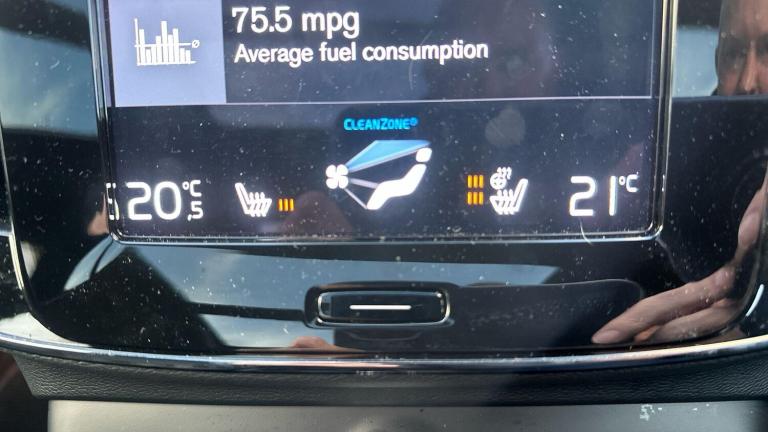 75.5 mpg
Average fuel consumption
CLEANZONE®
20°C,5
21°C